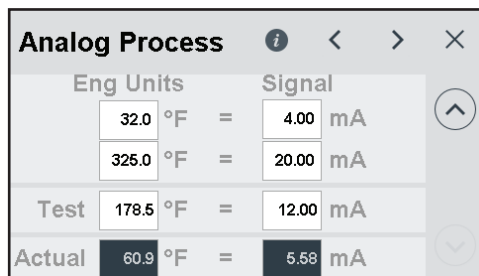 Analog Process i < > ×
Eng Units Signal
32.0 °F = 4.00 mA
325.0 °F = 20.00 mA
Test 178.5 °F = 12.00 mA
Actual 60.9 °F = 5.58 mA